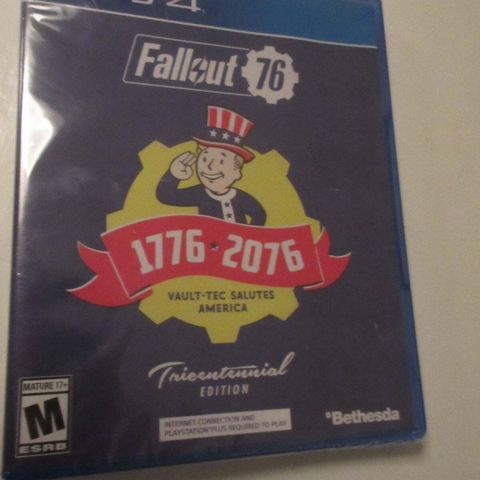 Fallout 76
1776 ★ 2076
VAULT-TEC SALUTES
AMERICA
Tricentennial
EDITION
MATURE 17+
M
ESRB
INTERNET CONNECTION AND
PLAYSTATION®PLUS REQUIRED TO PLAY
Bethesda